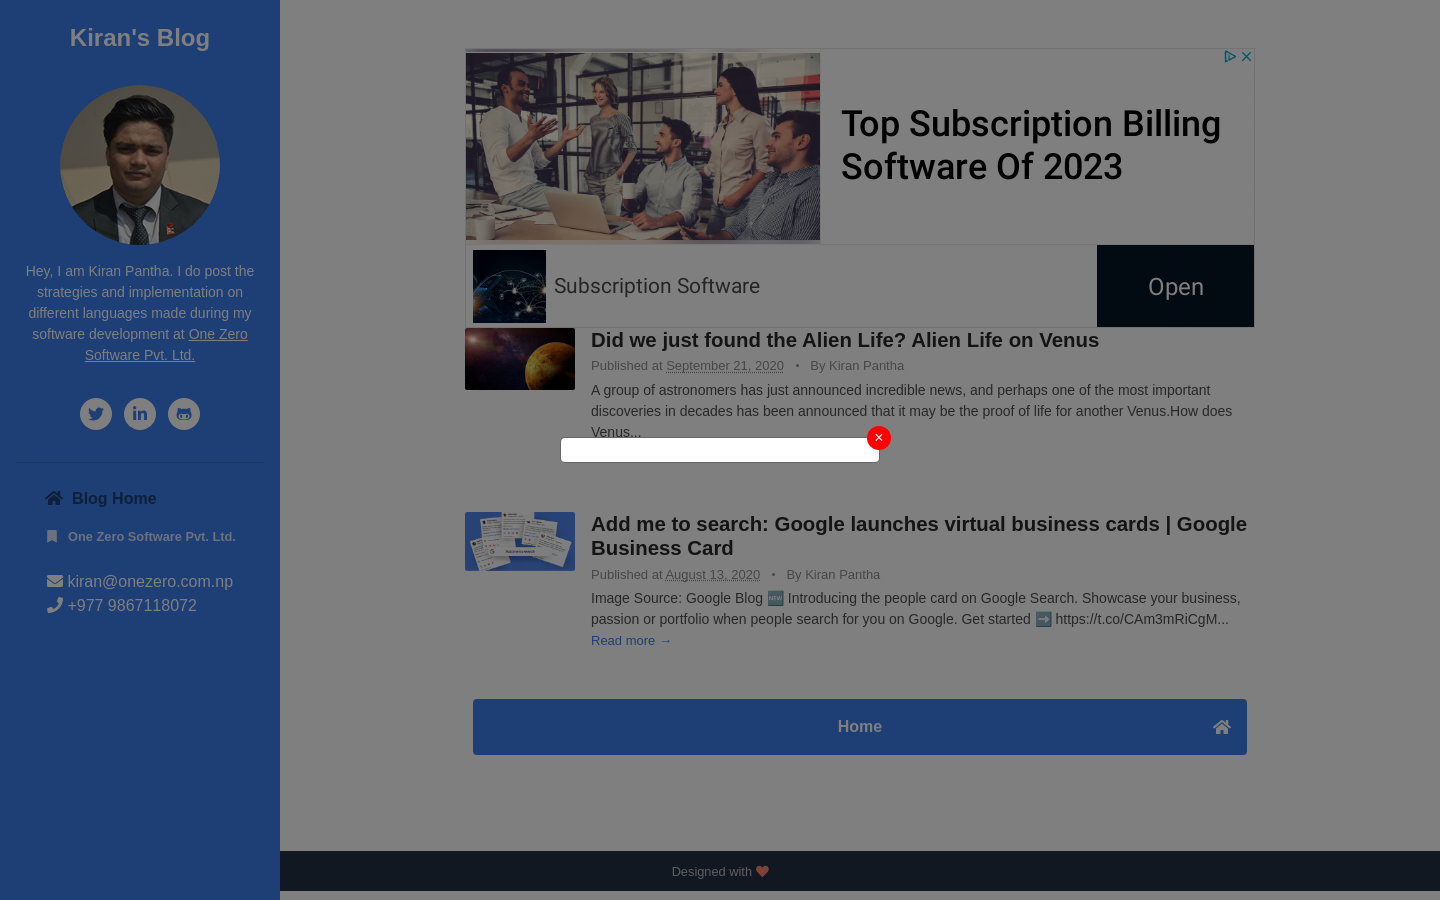 Kiran's Blog
Hey, I am Kiran Pantha. I do post the
strategies and implementation on
different languages made during my
software development at One Zero
Software Pvt. Ltd.
Blog Home
One Zero Software Pvt. Ltd.
kiran@onezero.com.np
+977 9867118072
Top Subscription Billing
Software Of 2023
Subscription Software
Open
Did we just found the Alien Life? Alien Life on Venus
Published at September 21, 2020 • By Kiran Pantha
A group of astronomers has just announced incredible news, and perhaps one of the most important
discoveries in decades has been announced that it may be the proof of life for another Venus.How does
Venus...
×
Add me to search: Google launches virtual business cards | Google
Business Card
Published at August 13, 2020 • By Kiran Pantha
Image Source: Google Blog 🆕 Introducing the people card on Google Search. Showcase your business,
passion or portfolio when people search for you on Google. Get started ➡️ https://t.co/CAm3mRiCgM...
Read more →
Home
Designed with ❤